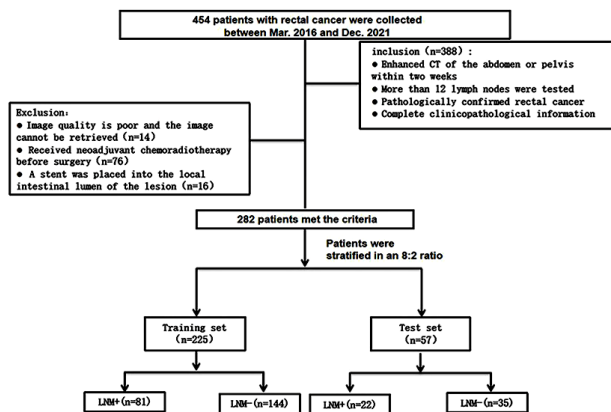 454 patients with rectal cancer were collected
between Mar. 2016 and Dec. 2021
inclusion (n=388) :
● Enhanced CT of the abdomen or pelvis
within two weeks
● More than 12 lymph nodes were tested
● Pathologically confirmed rectal cancer
● Complete clinicopathological information
Exclusion:
● Image quality is poor and the image
cannot be retrieved (n=14)
● Received neoadjuvant chemoradiotherapy
before surgery (n=76)
● A stent was placed into the local
intestinal lumen of the lesion (n=16)
282 patients met the criteria
Patients were
stratified in an 8:2 ratio
Training set
(n=225)
Test set
(n=57)
LNM+(n=81)
LNM-(n=144)
LNM+(n=22)
LNM-(n=35)